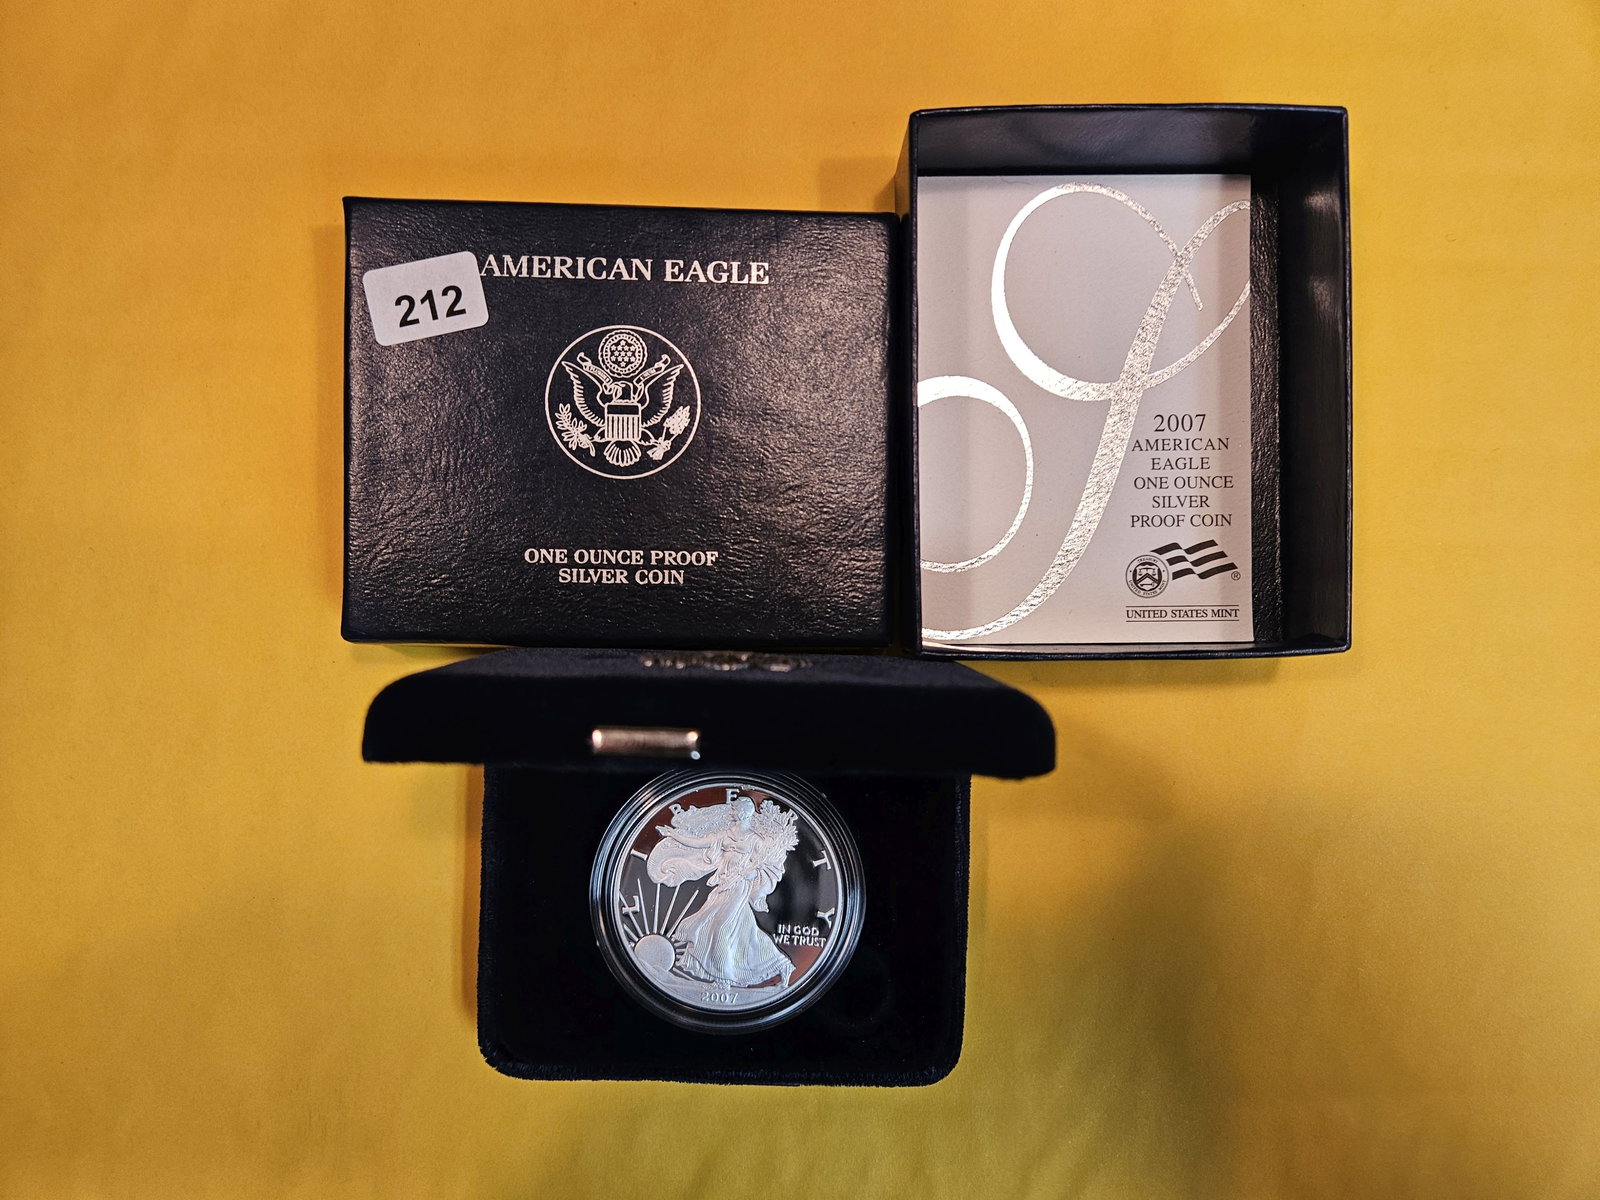 212
AMERICAN EAGLE
ONE OUNCE PROOF
SILVER COIN
2007
AMERICAN
EAGLE
ONE OUNCE
SILVER
PROOF COIN
®
UNITED STATES MINT
LIBERTY
IN GOD
WE TRUST
2007